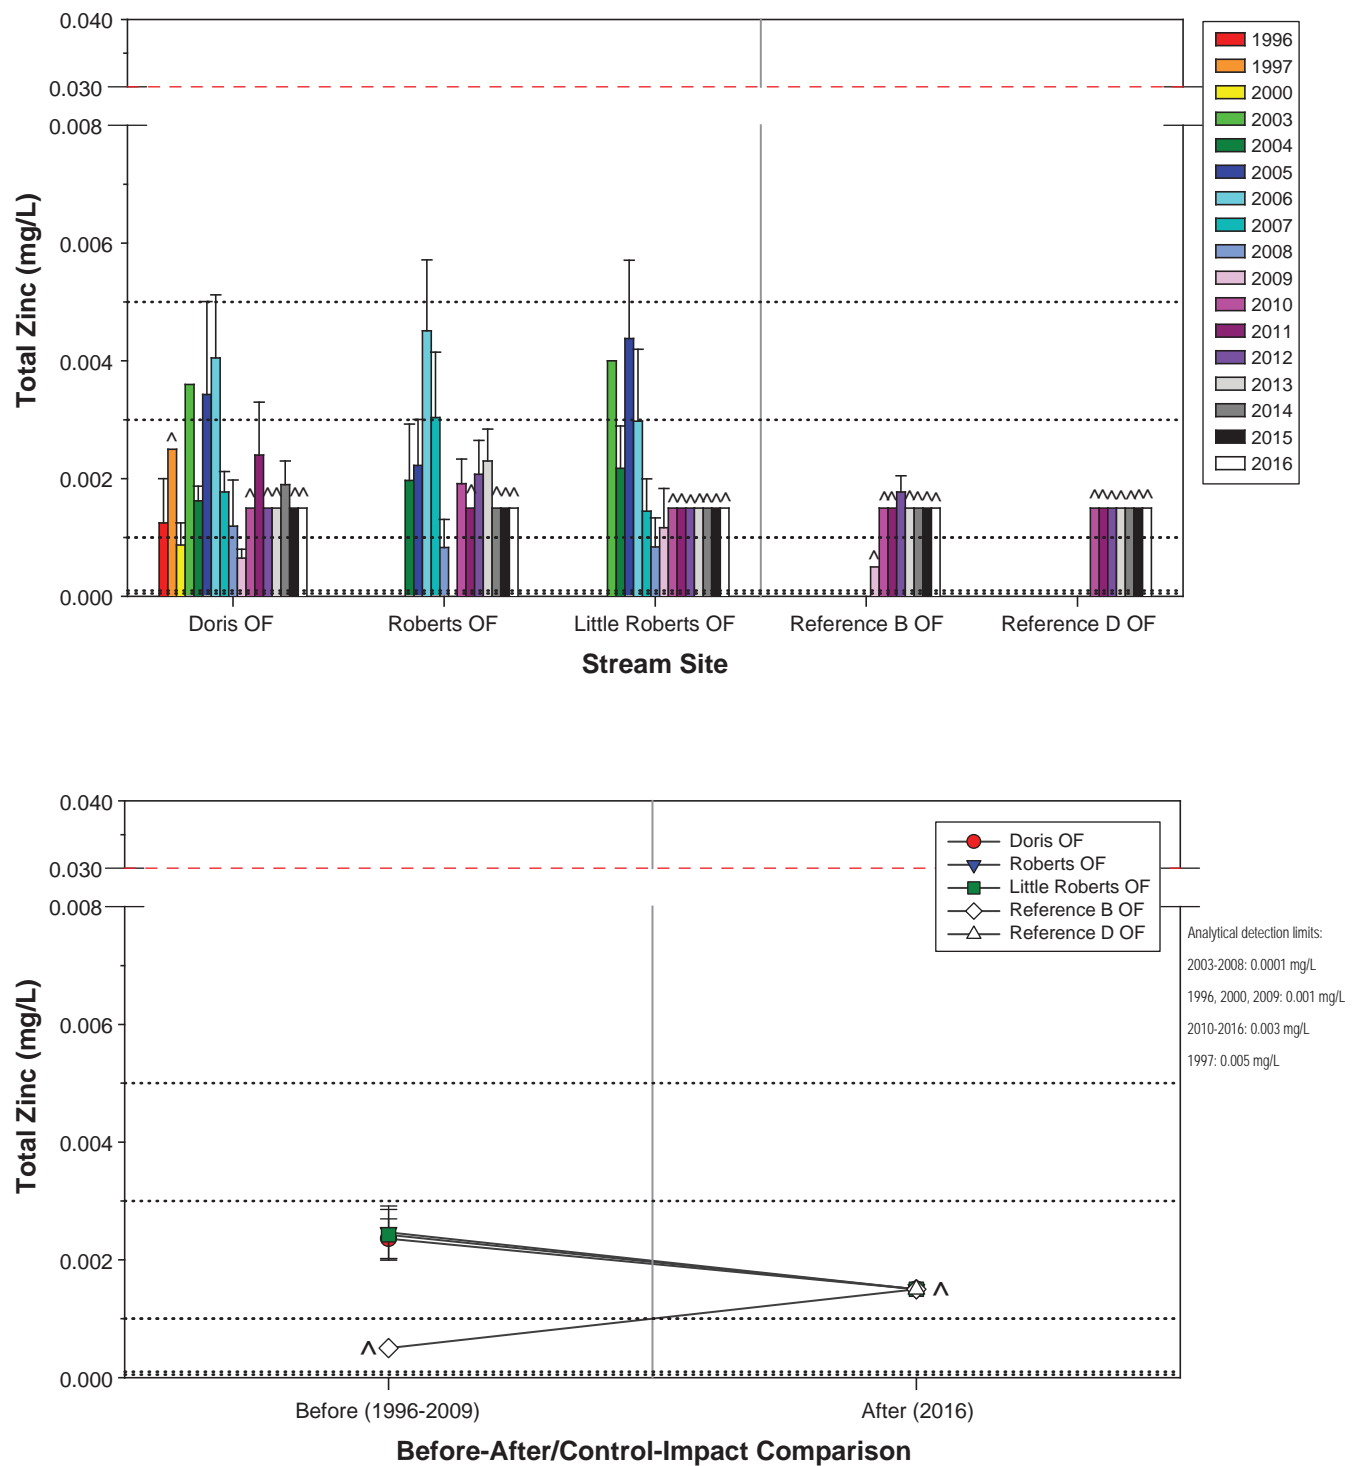 0.040
0.030
0.008
0.006
0.004
0.002
0.000
Total Zinc (mg/L)
^
^
^^
^^
^
^^^
^^^^^^^
^
^^
^^^^
^^^^^^^
Doris OF
Roberts OF
Little Roberts OF
Reference B OF
Reference D OF
Stream Site
1996
1997
2000
2003
2004
2005
2006
2007
2008
2009
2010
2011
2012
2013
2014
2015
2016
0.040
0.030
0.008
0.006
0.004
0.002
0.000
Total Zinc (mg/L)
Doris OF
Roberts OF
Little Roberts OF
Reference B OF
Reference D OF
Analytical detection limits:
2003-2008: 0.0001 mg/L
1996, 2000, 2009: 0.001 mg/L
2010-2016: 0.003 mg/L
1997: 0.005 mg/L
^
^
Before (1996-2009)
After (2016)
Before-After/Control-Impact Comparison